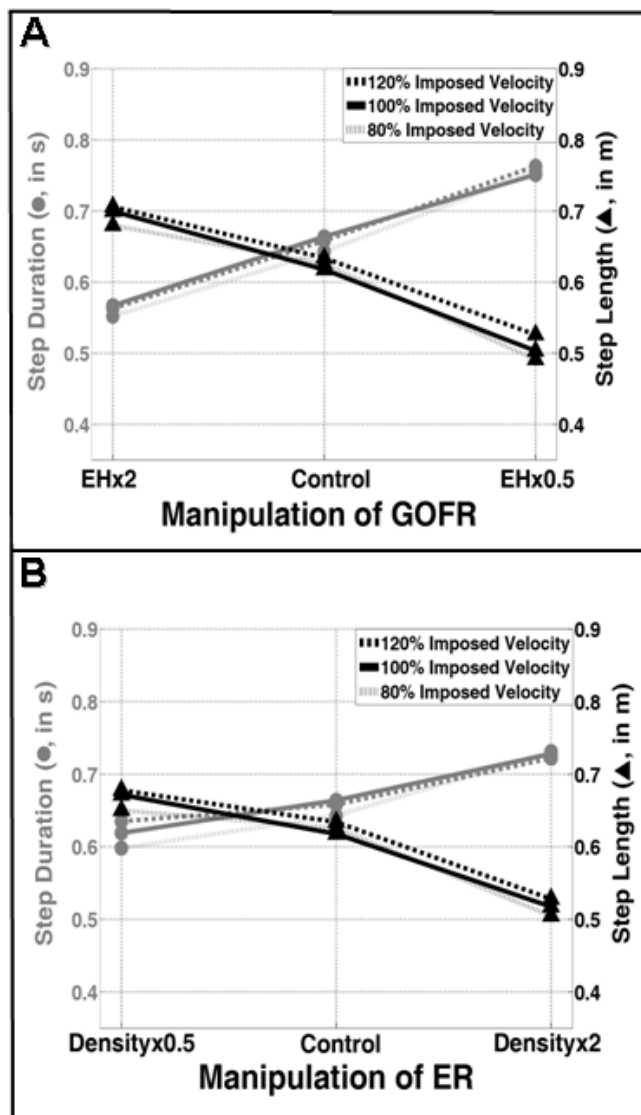 A
0.9
0.8
0.7
0.6
0.5
0.4
Step Duration (●, in s)
120% Imposed Velocity
100% Imposed Velocity
80% Imposed Velocity
0.9
0.8
0.7
0.6
0.5
0.4
Step Length (▲, in m)
EHx2 Control EHx0.5
Manipulation of GOFR
B
0.9
0.8
0.7
0.6
0.5
0.4
Step Duration (●, in s)
120% Imposed Velocity
100% Imposed Velocity
80% Imposed Velocity
0.9
0.8
0.7
0.6
0.5
0.4
Step Length (▲, in m)
Densityx0.5 Control Densityx2
Manipulation of ER